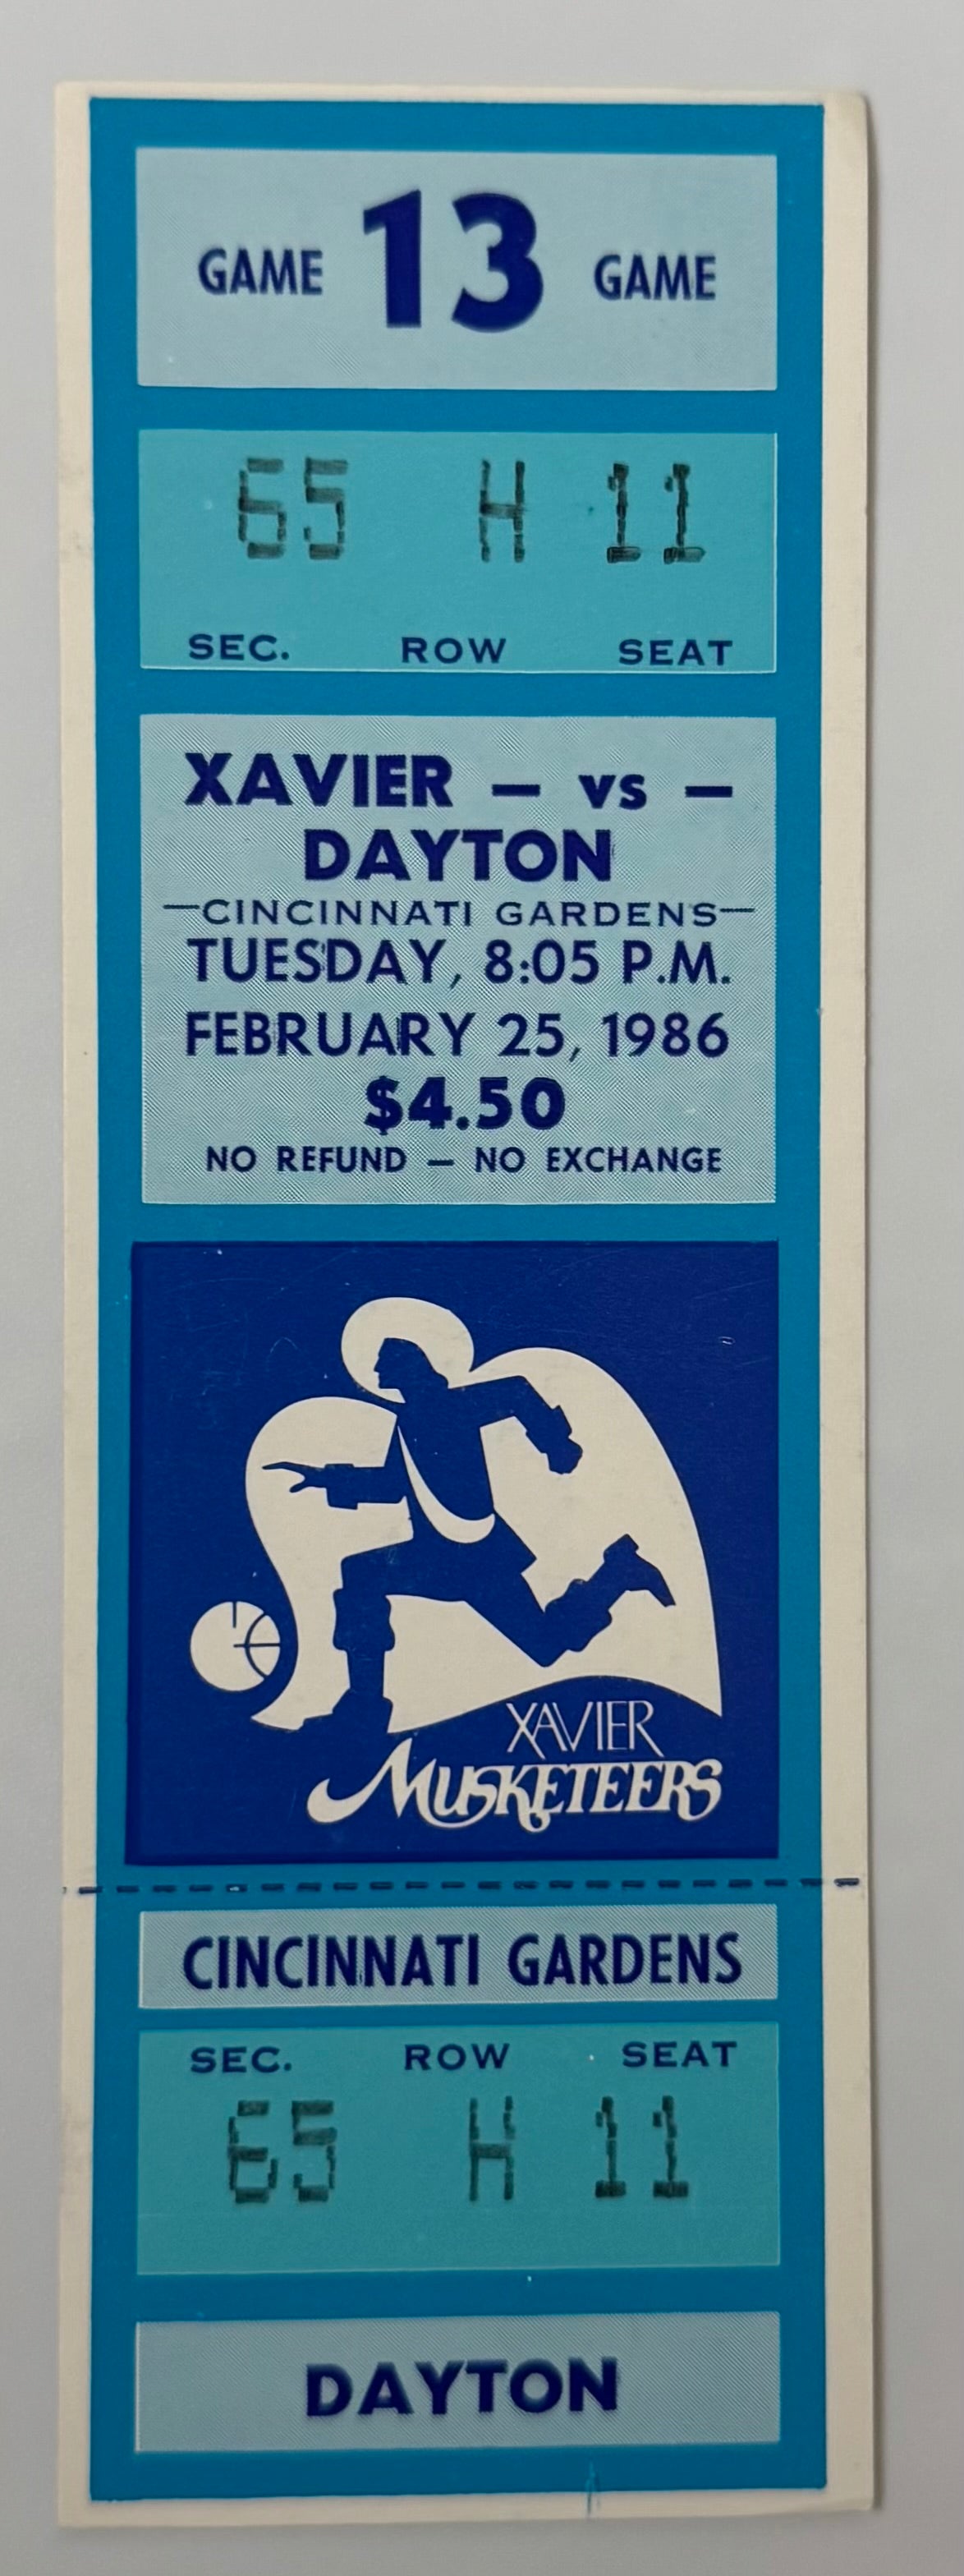 GAME 13 GAME
65 H 11
SEC. ROW SEAT
XAVIER — vs —
DAYTON
—CINCINNATI GARDENS—
TUESDAY, 8:05 P.M.
FEBRUARY 25, 1986
$4.50
NO REFUND — NO EXCHANGE
XAVIER
MUSKETEERS
CINCINNATI GARDENS
SEC. ROW SEAT
65 H 11
DAYTON